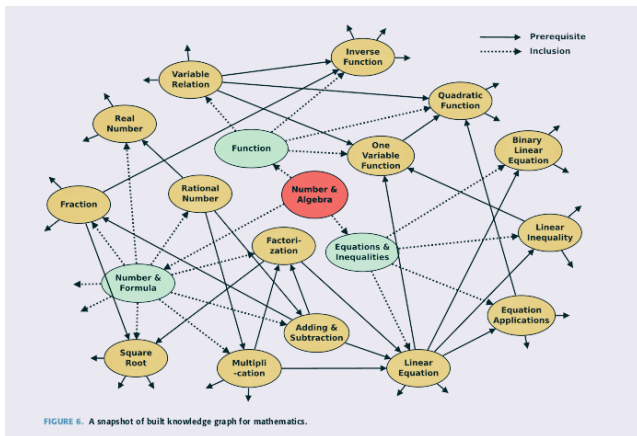 Inverse
Function
Prerequisite
Inclusion
Variable
Relation
Quadratic
Function
Real
Number
Function
One
Variable
Function
Binary
Linear
Equation
Fraction
Rational
Number
Number &
Algebra
Linear
Inequality
Factori-
zation
Equations &
Inequalities
Number &
Formula
Equation
Applications
Adding &
Subtraction
Square
Root
Multipli
-cation
Linear
Equation
FIGURE 6. A snapshot of built knowledge graph for mathematics.